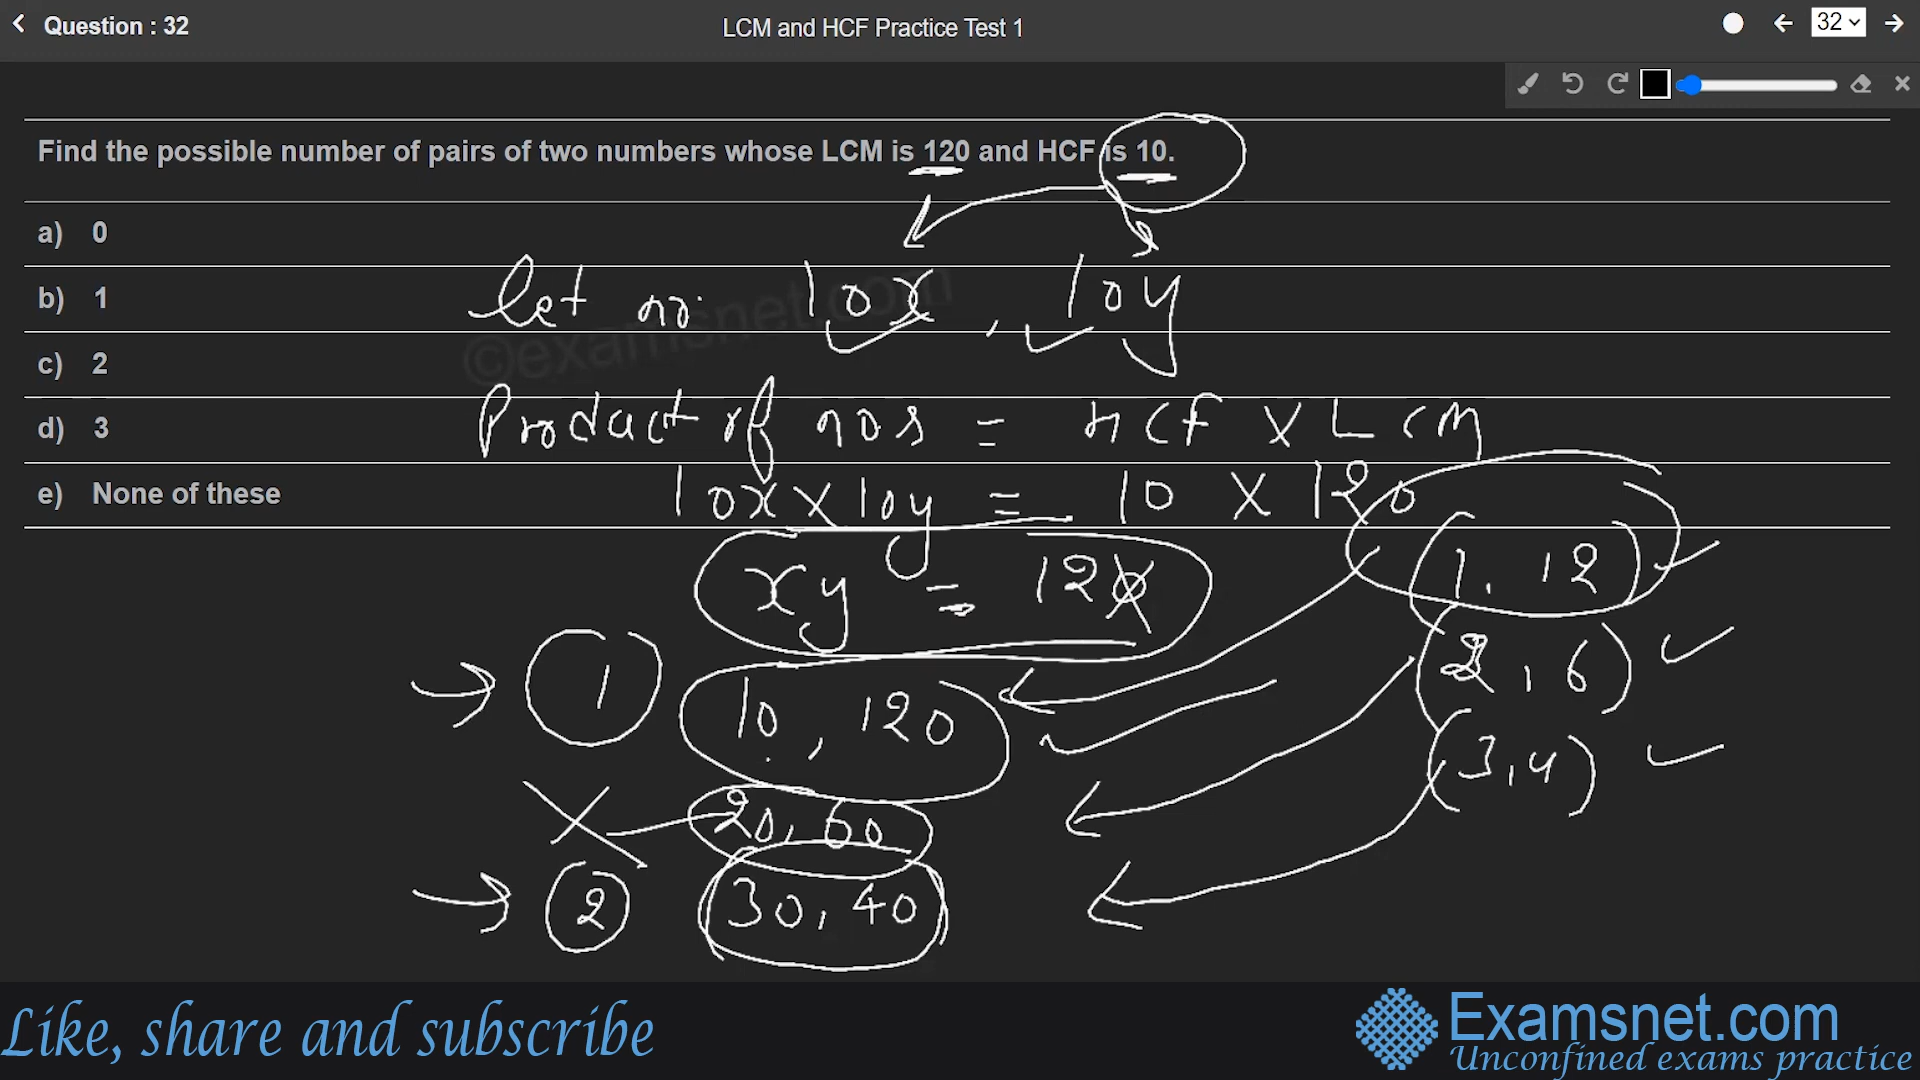 Question : 32
LCM and HCF Practice Test 1
32
Find the possible number of pairs of two numbers whose LCM is 120 and HCF is 10.
a) 0
b) 1
c) 2
d) 3
e) None of these
©examsnet.com
let no. 10x , 10y
Product of nos = HCF X LCM
10x x 10y = 10 X 120
xy = 120
(1, 12)
(2, 6)
(3, 4)
1 10, 120
X 20, 60
2 30, 40
Like, share and subscribe
Examsnet.com
Unconfined exams practice